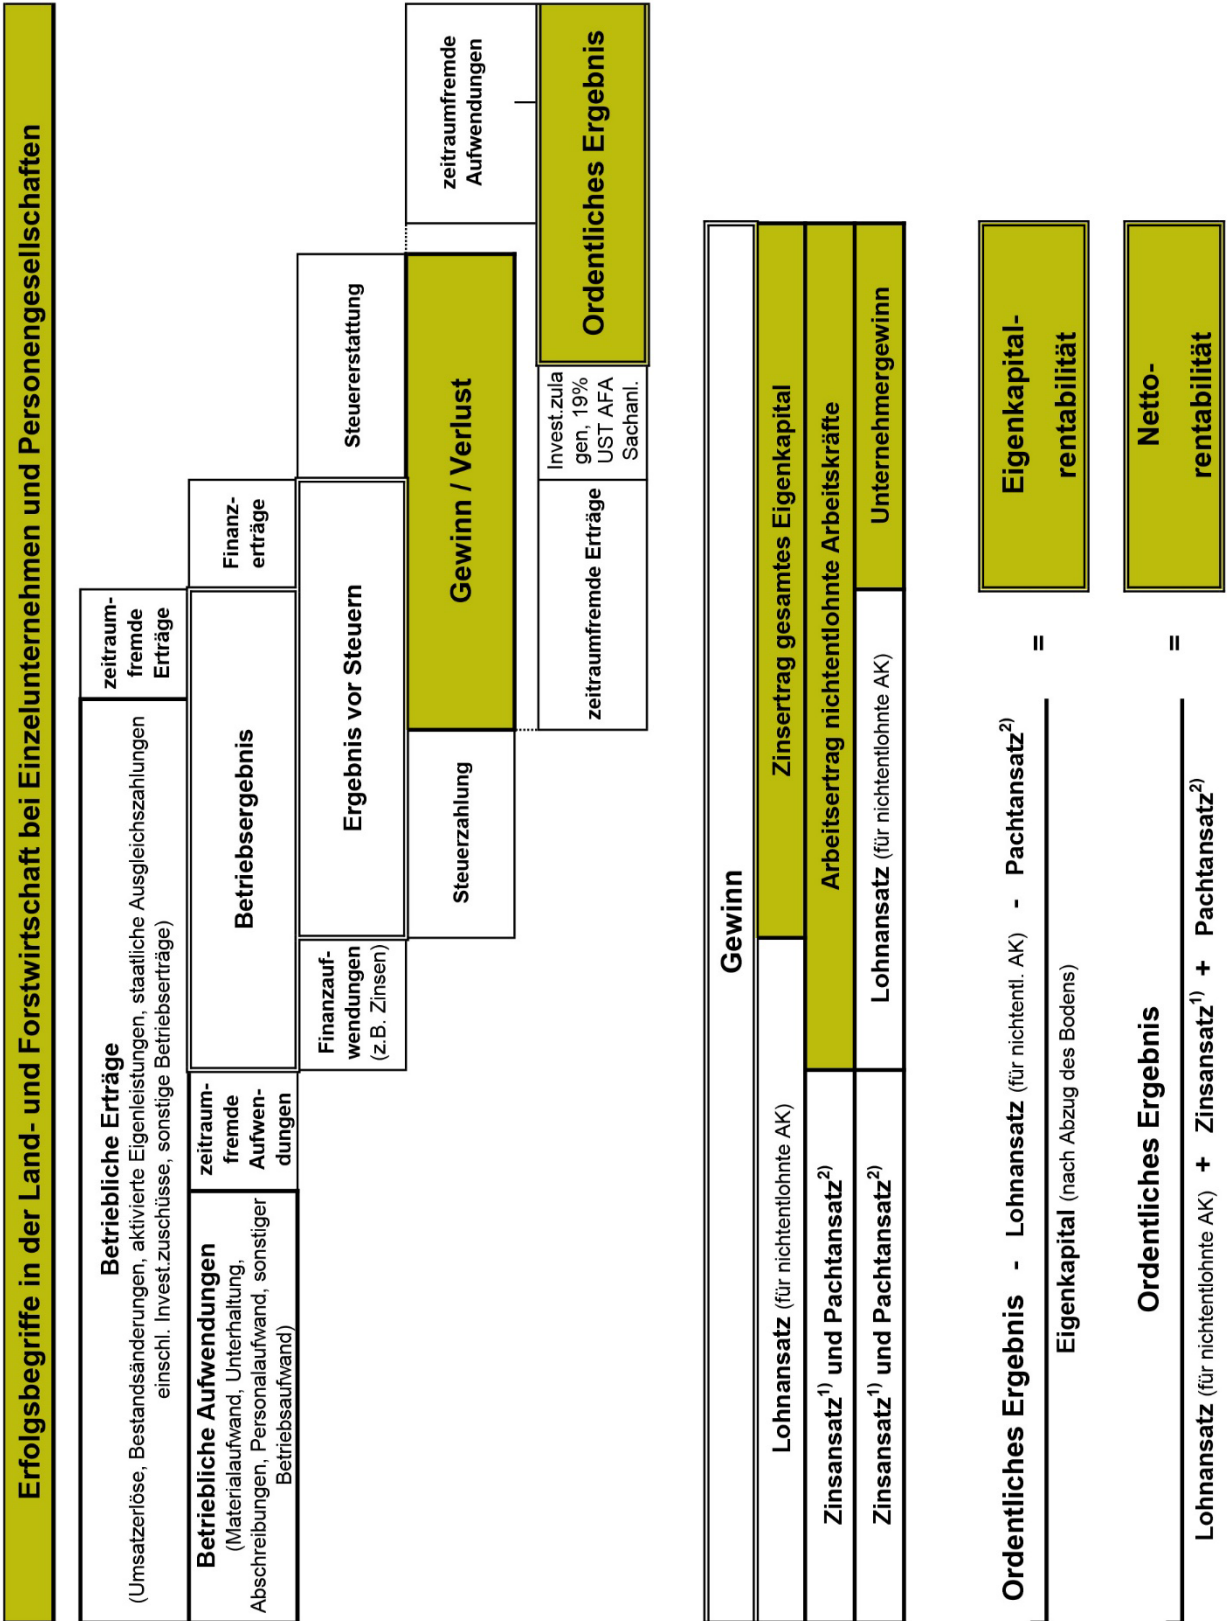 Erfolgsbegriffe in der Land- und Forstwirtschaft bei Einzelunternehmen und Personengesellschaften
Betriebliche Erträge
(Umsatzerlöse, Bestandsänderungen, aktivierte Eigenleistungen, staatliche Ausgleichszahlungen
einschl. Invest.zuschüsse, sonstige Betriebserträge)
zeitraum-
fremde
Erträge
Betriebliche Aufwendungen
(Materialaufwand, Unterhaltung,
Abschreibungen, Personalaufwand, sonstiger
Betriebsaufwand)
zeitraum-
fremde
Aufwen-
dungen
Betriebsergebnis
Finanz-
erträge
Finanzauf-
wendungen
(z.B. Zinsen)
Ergebnis vor Steuern
Steuererstattung
Steuerzahlung
Gewinn / Verlust
zeitraumfremde
Aufwendungen
zeitraumfremde Erträge
Invest.zula
gen, 19%
UST AFA
Sachanl.
Ordentliches Ergebnis
Gewinn
Lohnansatz (für nichtentlohnte AK)
Zinsertrag gesamtes Eigenkapital
Zinsansatz1) und Pachtansatz2)
Arbeitsertrag nichtentlohnte Arbeitskräfte
Zinsansatz1) und Pachtansatz2)
Lohnansatz (für nichtentlohnte AK)
Unternehmergewinn
Ordentliches Ergebnis - Lohnansatz (für nichtentl. AK) - Pachtansatz2)
Eigenkapital (nach Abzug des Bodens)
=
Eigenkapital-
rentabilität
Ordentliches Ergebnis
Lohnansatz (für nichtentlohnte AK) + Zinsansatz1) + Pachtansatz2)
=
Netto-
rentabilität